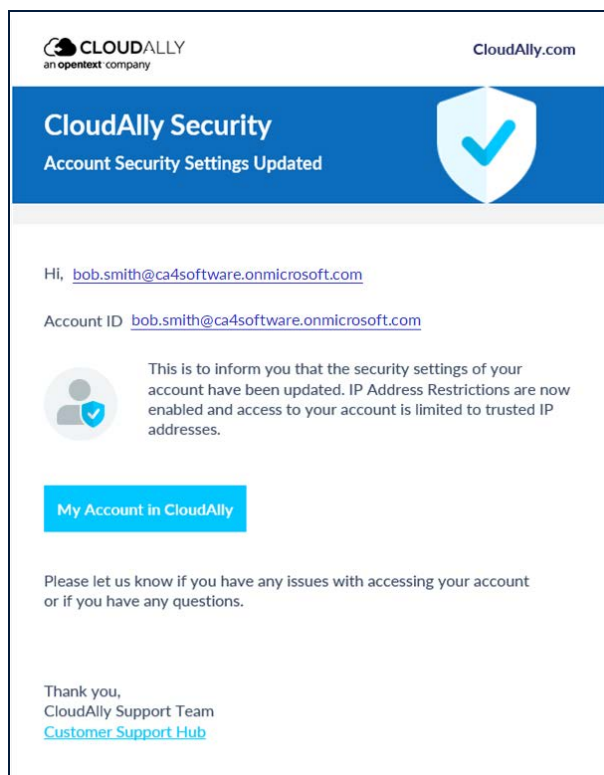 CLOUDALLY
an opentext company
CloudAlly.com
CloudAlly Security
Account Security Settings Updated
Hi, bob.smith@ca4software.onmicrosoft.com
Account ID bob.smith@ca4software.onmicrosoft.com
This is to inform you that the security settings of your
account have been updated. IP Address Restrictions are now
enabled and access to your account is limited to trusted IP
addresses.
My Account in CloudAlly
Please let us know if you have any issues with accessing your account
or if you have any questions.
Thank you,
CloudAlly Support Team
Customer Support Hub